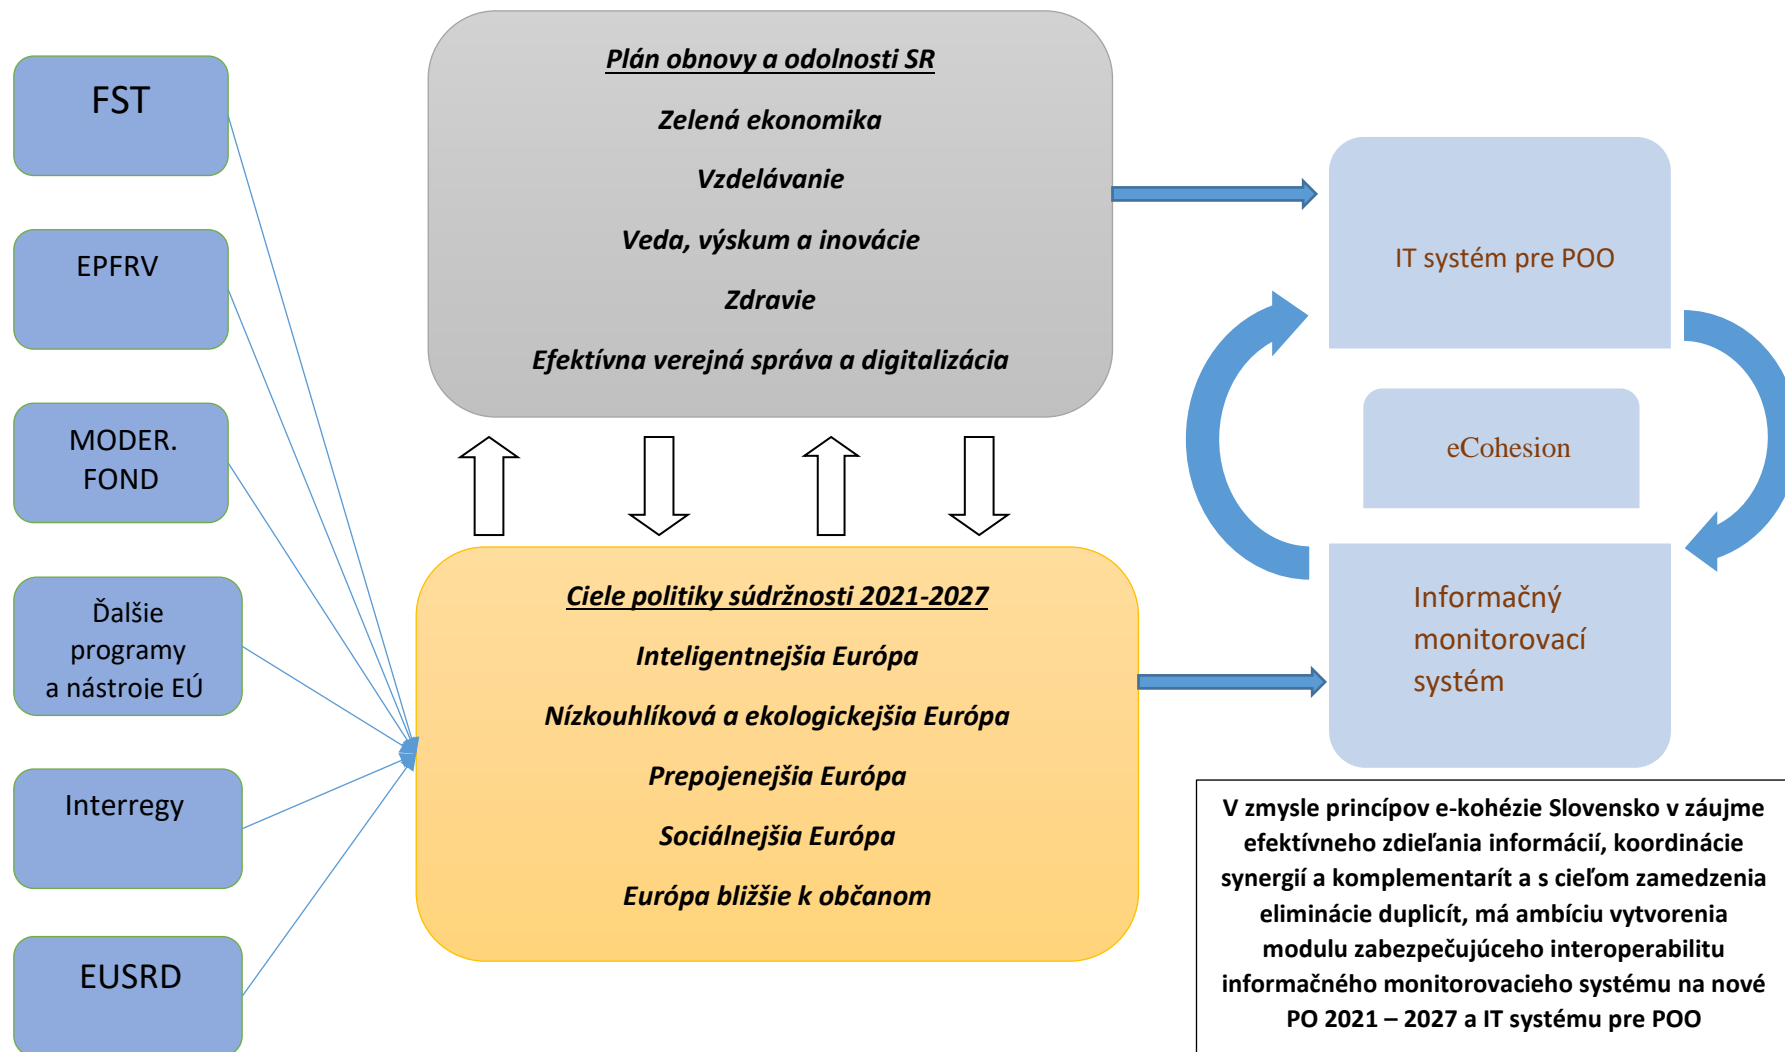 FST
EPFRV
MODER.
FOND
Ďalšie
programy
a nástroje EÚ
Interregy
EUSRD
Plán obnovy a odolnosti SR
Zelená ekonomika
Vzdelávanie
Veda, výskum a inovácie
Zdravie
Efektívna verejná správa a digitalizácia
Ciele politiky súdržnosti 2021-2027
Inteligentnejšia Európa
Nízkouhlíková a ekologickejšia Európa
Prepojenejšia Európa
Sociálnejšia Európa
Európa bližšie k občanom
IT systém pre POO
eCohesion
Informačný
monitorovací
systém
V zmysle princípov e-kohézie Slovensko v záujme
efektívneho zdieľania informácií, koordinácie
synergií a komplementarít a s cieľom zamedzenia
eliminácie duplicít, má ambíciu vytvorenia
modulu zabezpečujúceho interoperabilitu
informačného monitorovacieho systému na nové
PO 2021 – 2027 a IT systému pre POO